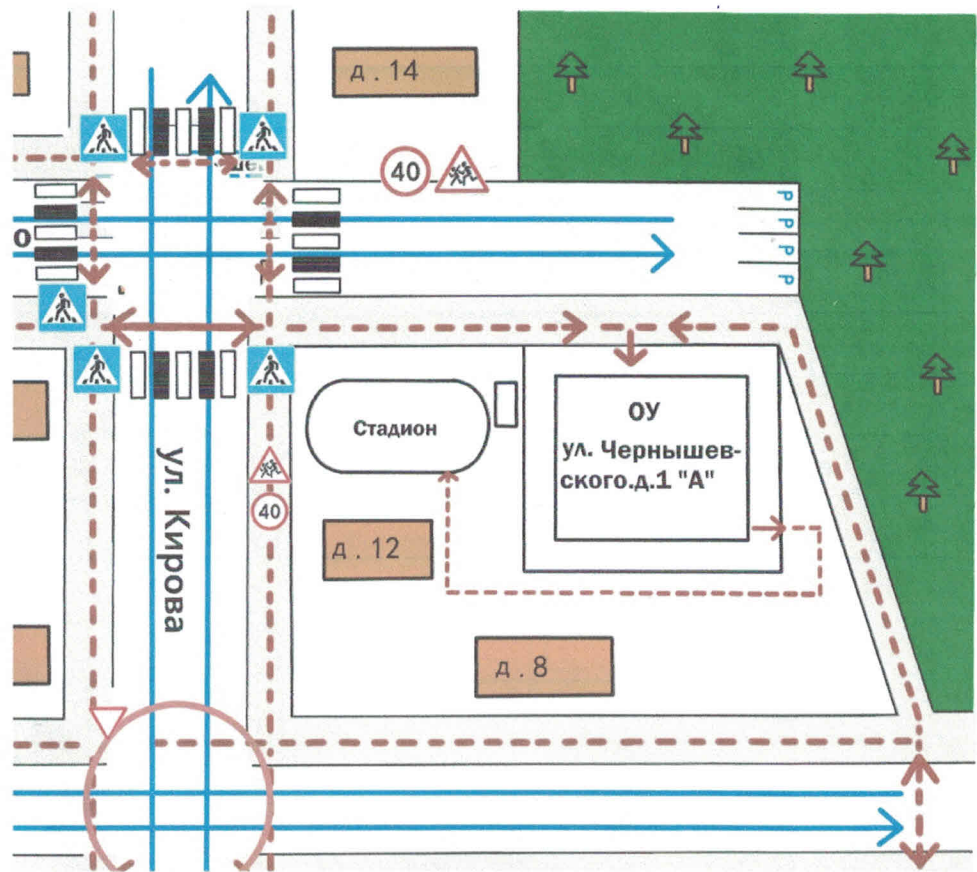 д . 14
40
P
P
P
P
о
ОУ
ул. Чернышев-
ского.д.1 "А"
Стадион
40
ул. Кирова
д . 12
д . 8